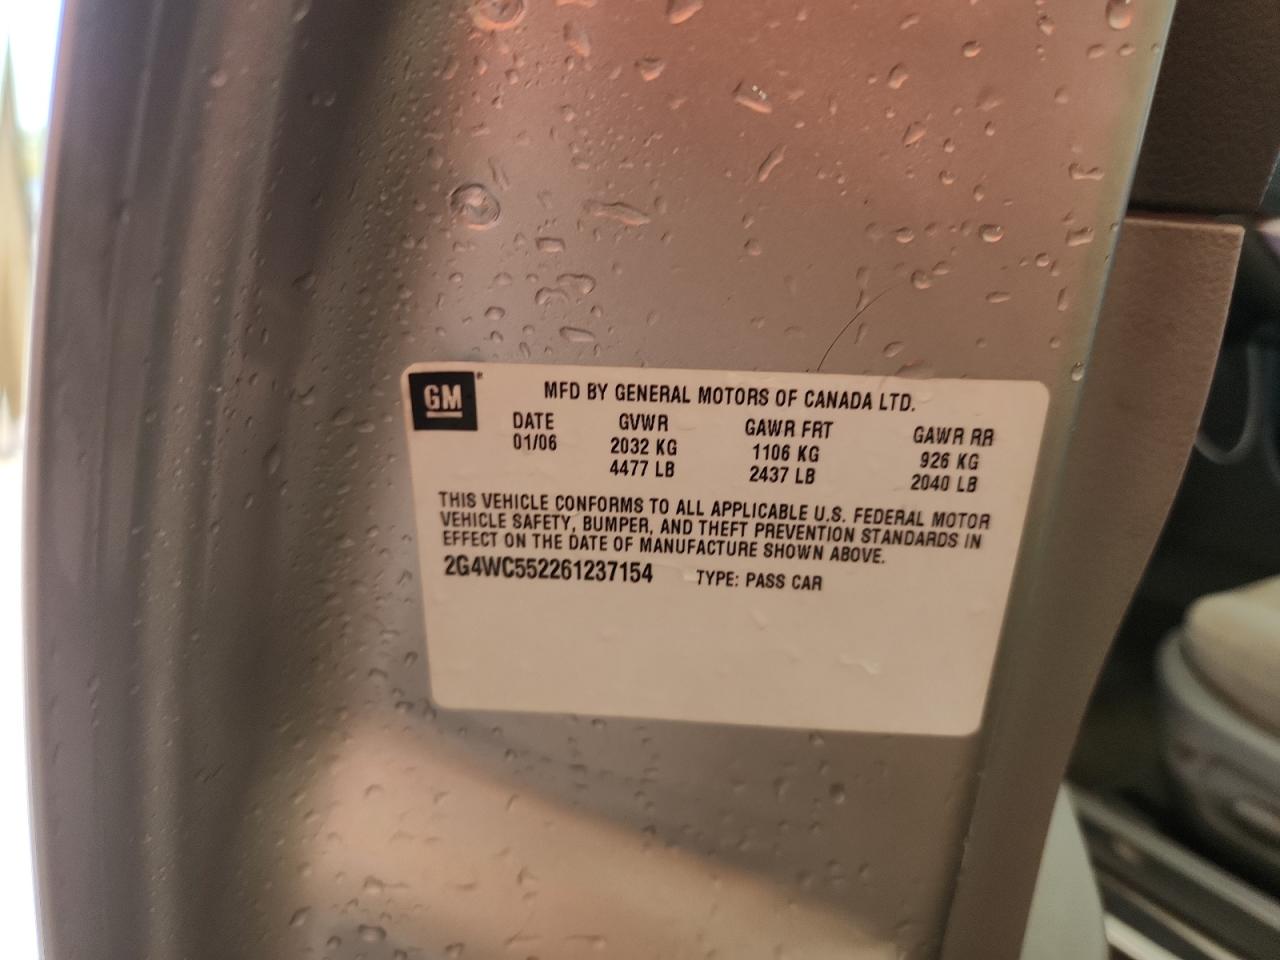 GM
MFD BY GENERAL MOTORS OF CANADA LTD.
DATE GVWR GAWR FRT GAWR RR
01/06 2032 KG 1106 KG 926 KG
4477 LB 2437 LB 2040 LB
THIS VEHICLE CONFORMS TO ALL APPLICABLE U.S. FEDERAL MOTOR
VEHICLE SAFETY, BUMPER, AND THEFT PREVENTION STANDARDS IN
EFFECT ON THE DATE OF MANUFACTURE SHOWN ABOVE.
2G4WC552261237154 TYPE: PASS CAR